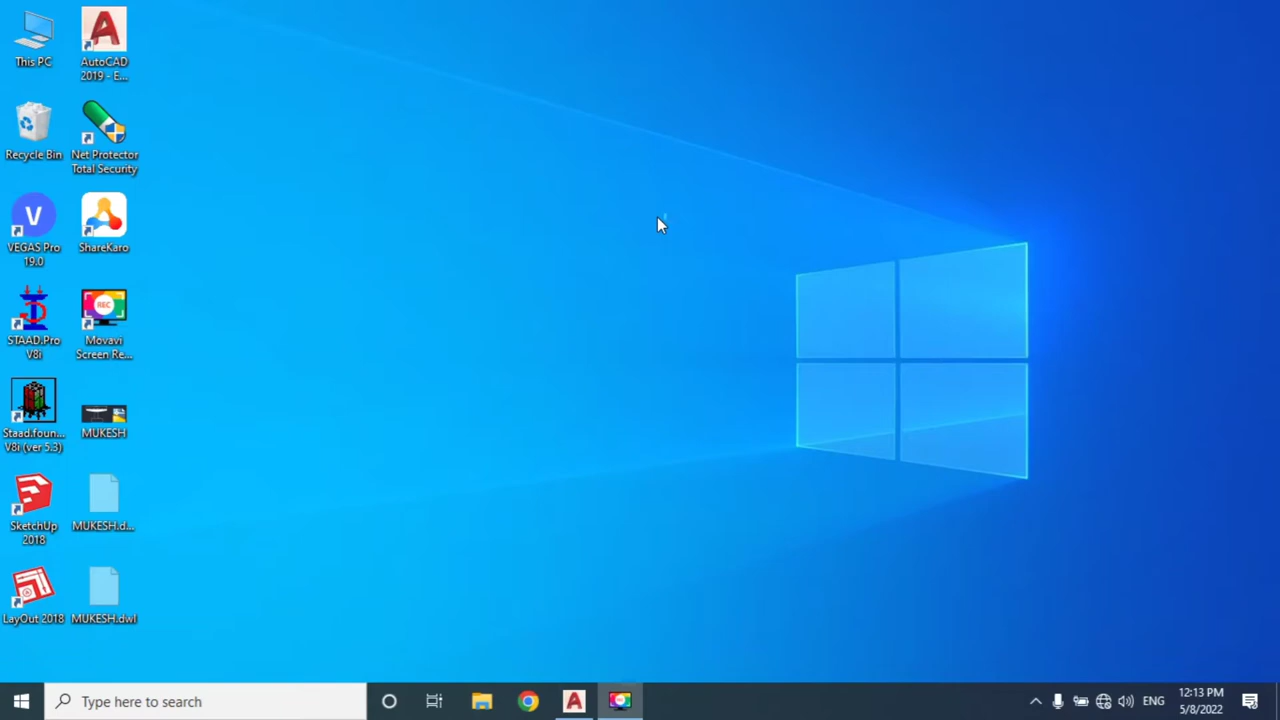 This PC
AutoCAD
2019 - E...
Recycle Bin
Net Protector
Total Security
V
VEGAS Pro
19.0
ShareKaro
STAAD.Pro
V8i
REC
Movavi
Screen Re...
Staad.foun...
V8i (ver 5.3)
MUKESH
SketchUp
2018
MUKESH.d...
LayOut 2018
MUKESH.dwl
Type here to search
ENG
12:13 PM
5/8/2022